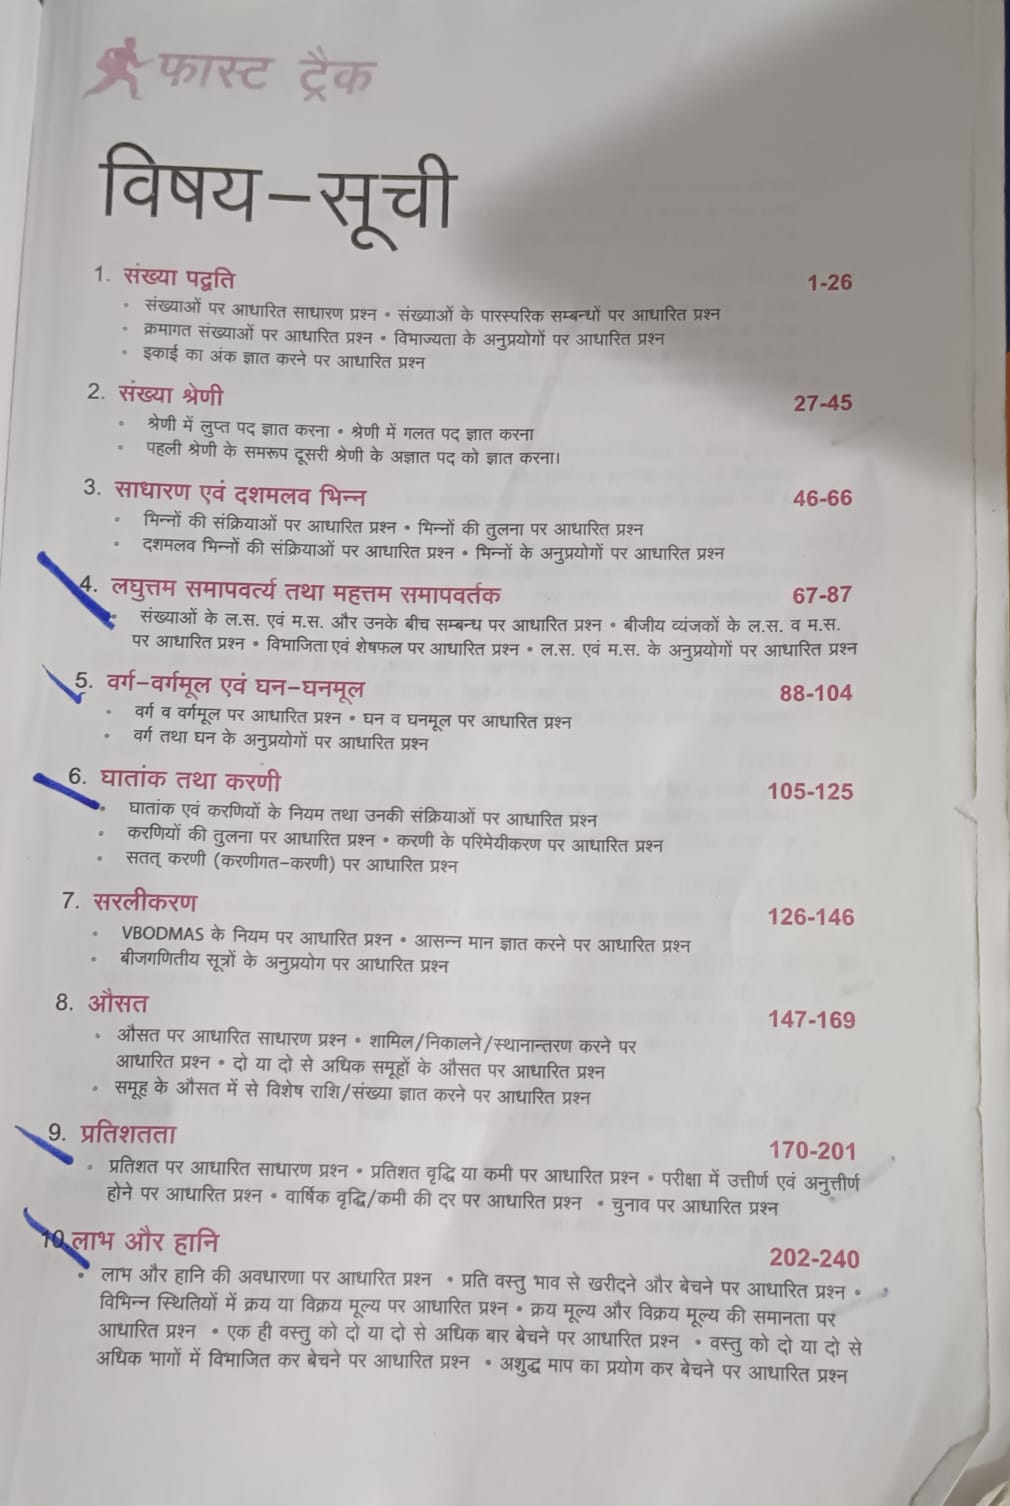 फास्ट ट्रैक
विषय-सूची
1. संख्या पद्धति 1-26
• संख्याओं पर आधारित साधारण प्रश्न • संख्याओं के पारस्परिक सम्बन्धों पर आधारित प्रश्न
• क्रमागत संख्याओं पर आधारित प्रश्न • विभाज्यता के अनुप्रयोगों पर आधारित प्रश्न
• इकाई का अंक ज्ञात करने पर आधारित प्रश्न
2. संख्या श्रेणी 27-45
• श्रेणी में लुप्त पद ज्ञात करना • श्रेणी में गलत पद ज्ञात करना
• पहली श्रेणी के समरूप दूसरी श्रेणी के अज्ञात पद को ज्ञात करना।
3. साधारण एवं दशमलव भिन्न 46-66
• भिन्नों की संक्रियाओं पर आधारित प्रश्न • भिन्नों की तुलना पर आधारित प्रश्न
• दशमलव भिन्नों की संक्रियाओं पर आधारित प्रश्न • भिन्नों के अनुप्रयोगों पर आधारित प्रश्न
4. लघुत्तम समापवर्त्य तथा महत्तम समापवर्तक 67-87
• संख्याओं के ल.स. एवं म.स. और उनके बीच सम्बन्ध पर आधारित प्रश्न • बीजीय व्यंजकों के ल.स. व म.स.
पर आधारित प्रश्न • विभाजिता एवं शेषफल पर आधारित प्रश्न • ल.स. एवं म.स. के अनुप्रयोगों पर आधारित प्रश्न
5. वर्ग-वर्गमूल एवं घन-घनमूल 88-104
• वर्ग व वर्गमूल पर आधारित प्रश्न • घन व घनमूल पर आधारित प्रश्न
• वर्ग तथा घन के अनुप्रयोगों पर आधारित प्रश्न
6. घातांक तथा करणी 105-125
• घातांक एवं करणियों के नियम तथा उनकी संक्रियाओं पर आधारित प्रश्न
• करणियों की तुलना पर आधारित प्रश्न • करणी के परिमेयीकरण पर आधारित प्रश्न
• सतत् करणी (करणीगत-करणी) पर आधारित प्रश्न
7. सरलीकरण 126-146
• VBODMAS के नियम पर आधारित प्रश्न • आसन्न मान ज्ञात करने पर आधारित प्रश्न
• बीजगणितीय सूत्रों के अनुप्रयोग पर आधारित प्रश्न
8. औसत 147-169
• औसत पर आधारित साधारण प्रश्न • शामिल/निकालने/स्थानान्तरण करने पर
आधारित प्रश्न • दो या दो से अधिक समूहों के औसत पर आधारित प्रश्न
• समूह के औसत में से विशेष राशि/संख्या ज्ञात करने पर आधारित प्रश्न
9. प्रतिशतता 170-201
• प्रतिशत पर आधारित साधारण प्रश्न • प्रतिशत वृद्धि या कमी पर आधारित प्रश्न • परीक्षा में उत्तीर्ण एवं अनुत्तीर्ण
होने पर आधारित प्रश्न • वार्षिक वृद्धि/कमी की दर पर आधारित प्रश्न • चुनाव पर आधारित प्रश्न
10. लाभ और हानि 202-240
• लाभ और हानि की अवधारणा पर आधारित प्रश्न • प्रति वस्तु भाव से खरीदने और बेचने पर आधारित प्रश्न •
विभिन्न स्थितियों में क्रय या विक्रय मूल्य पर आधारित प्रश्न • क्रय मूल्य और विक्रय मूल्य की समानता पर
आधारित प्रश्न • एक ही वस्तु को दो या दो से अधिक बार बेचने पर आधारित प्रश्न • वस्तु को दो या दो से
अधिक भागों में विभाजित कर बेचने पर आधारित प्रश्न • अशुद्ध माप का प्रयोग कर बेचने पर आधारित प्रश्न